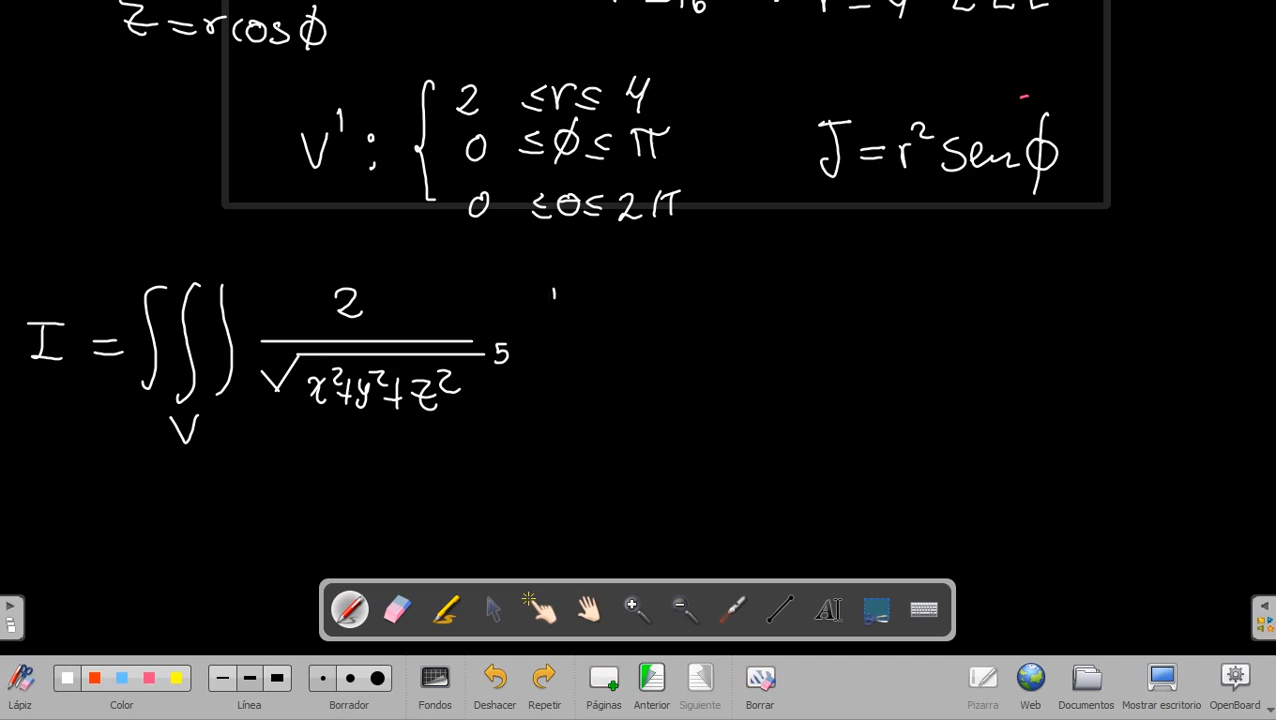 z = r cos ϕ
V' : { 2 ≤ r ≤ 4
0 ≤ ϕ ≤ π
0 ≤ θ ≤ 2π
J = r² sen ϕ
I = ∭_V 2 / √(x²+y²+z²) ⁵
Lápiz
Color
Línea
Borrador
Fondos
Deshacer
Repetir
Páginas
Anterior
Siguiente
Borrar
Pizarra
Web
Documentos
Mostrar escritorio
OpenBoard